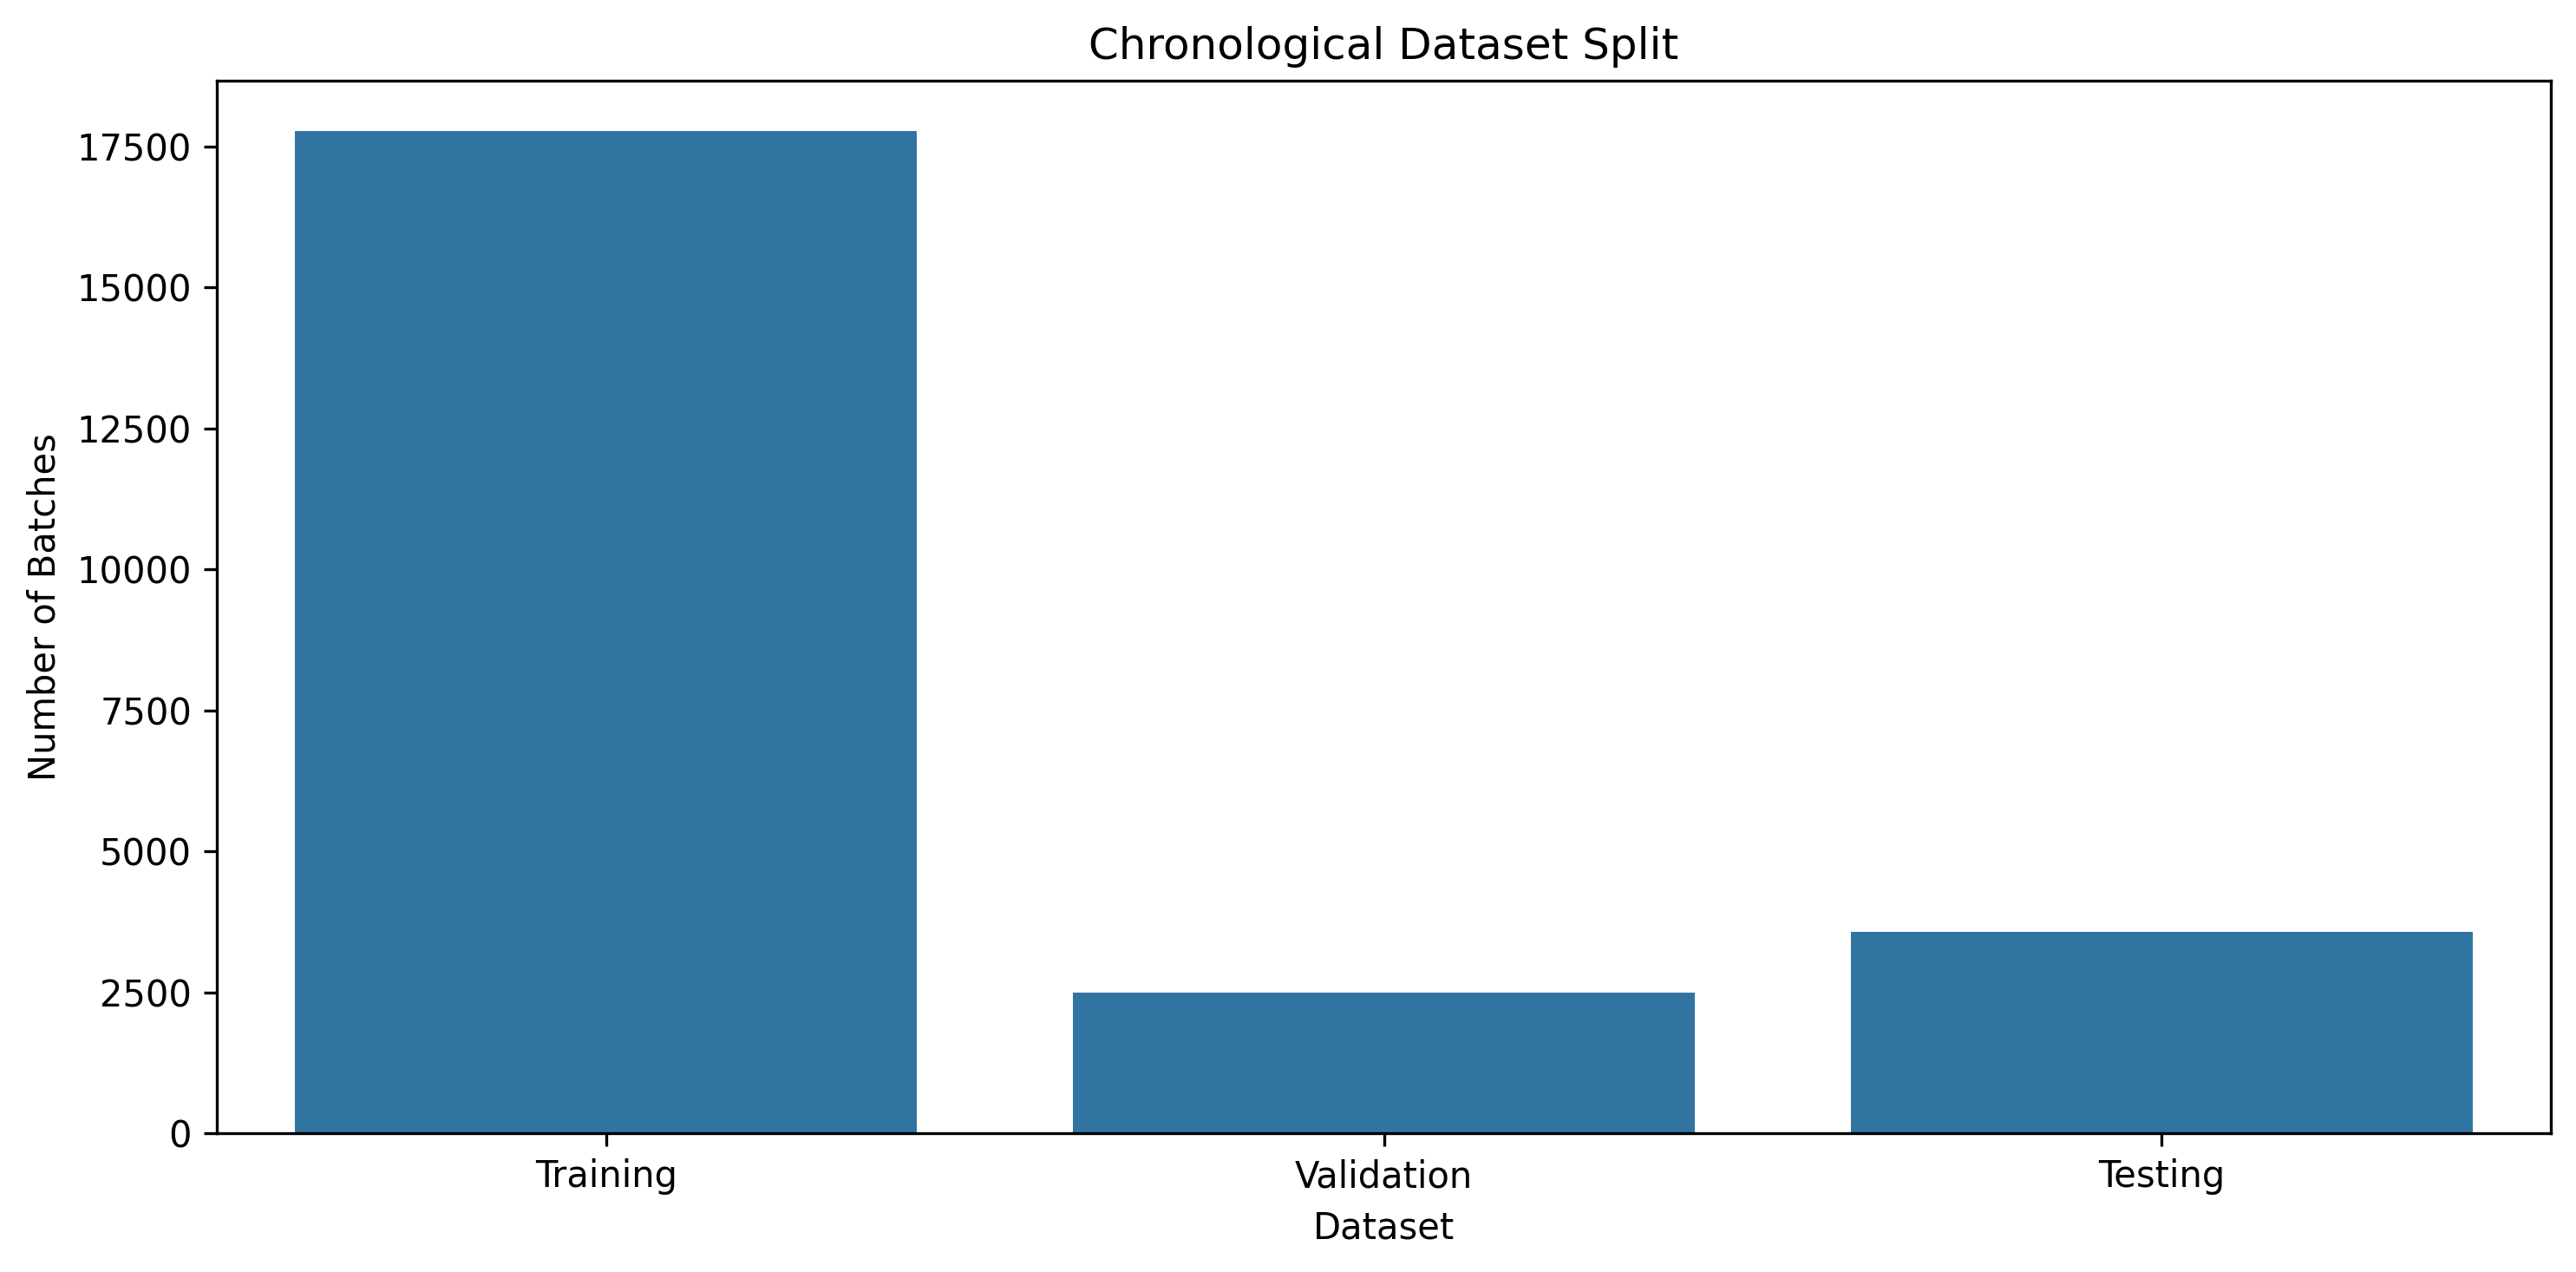 Chronological Dataset Split
Number of Batches
17500
15000
12500
10000
7500
5000
2500
0
Training Validation Testing
Dataset